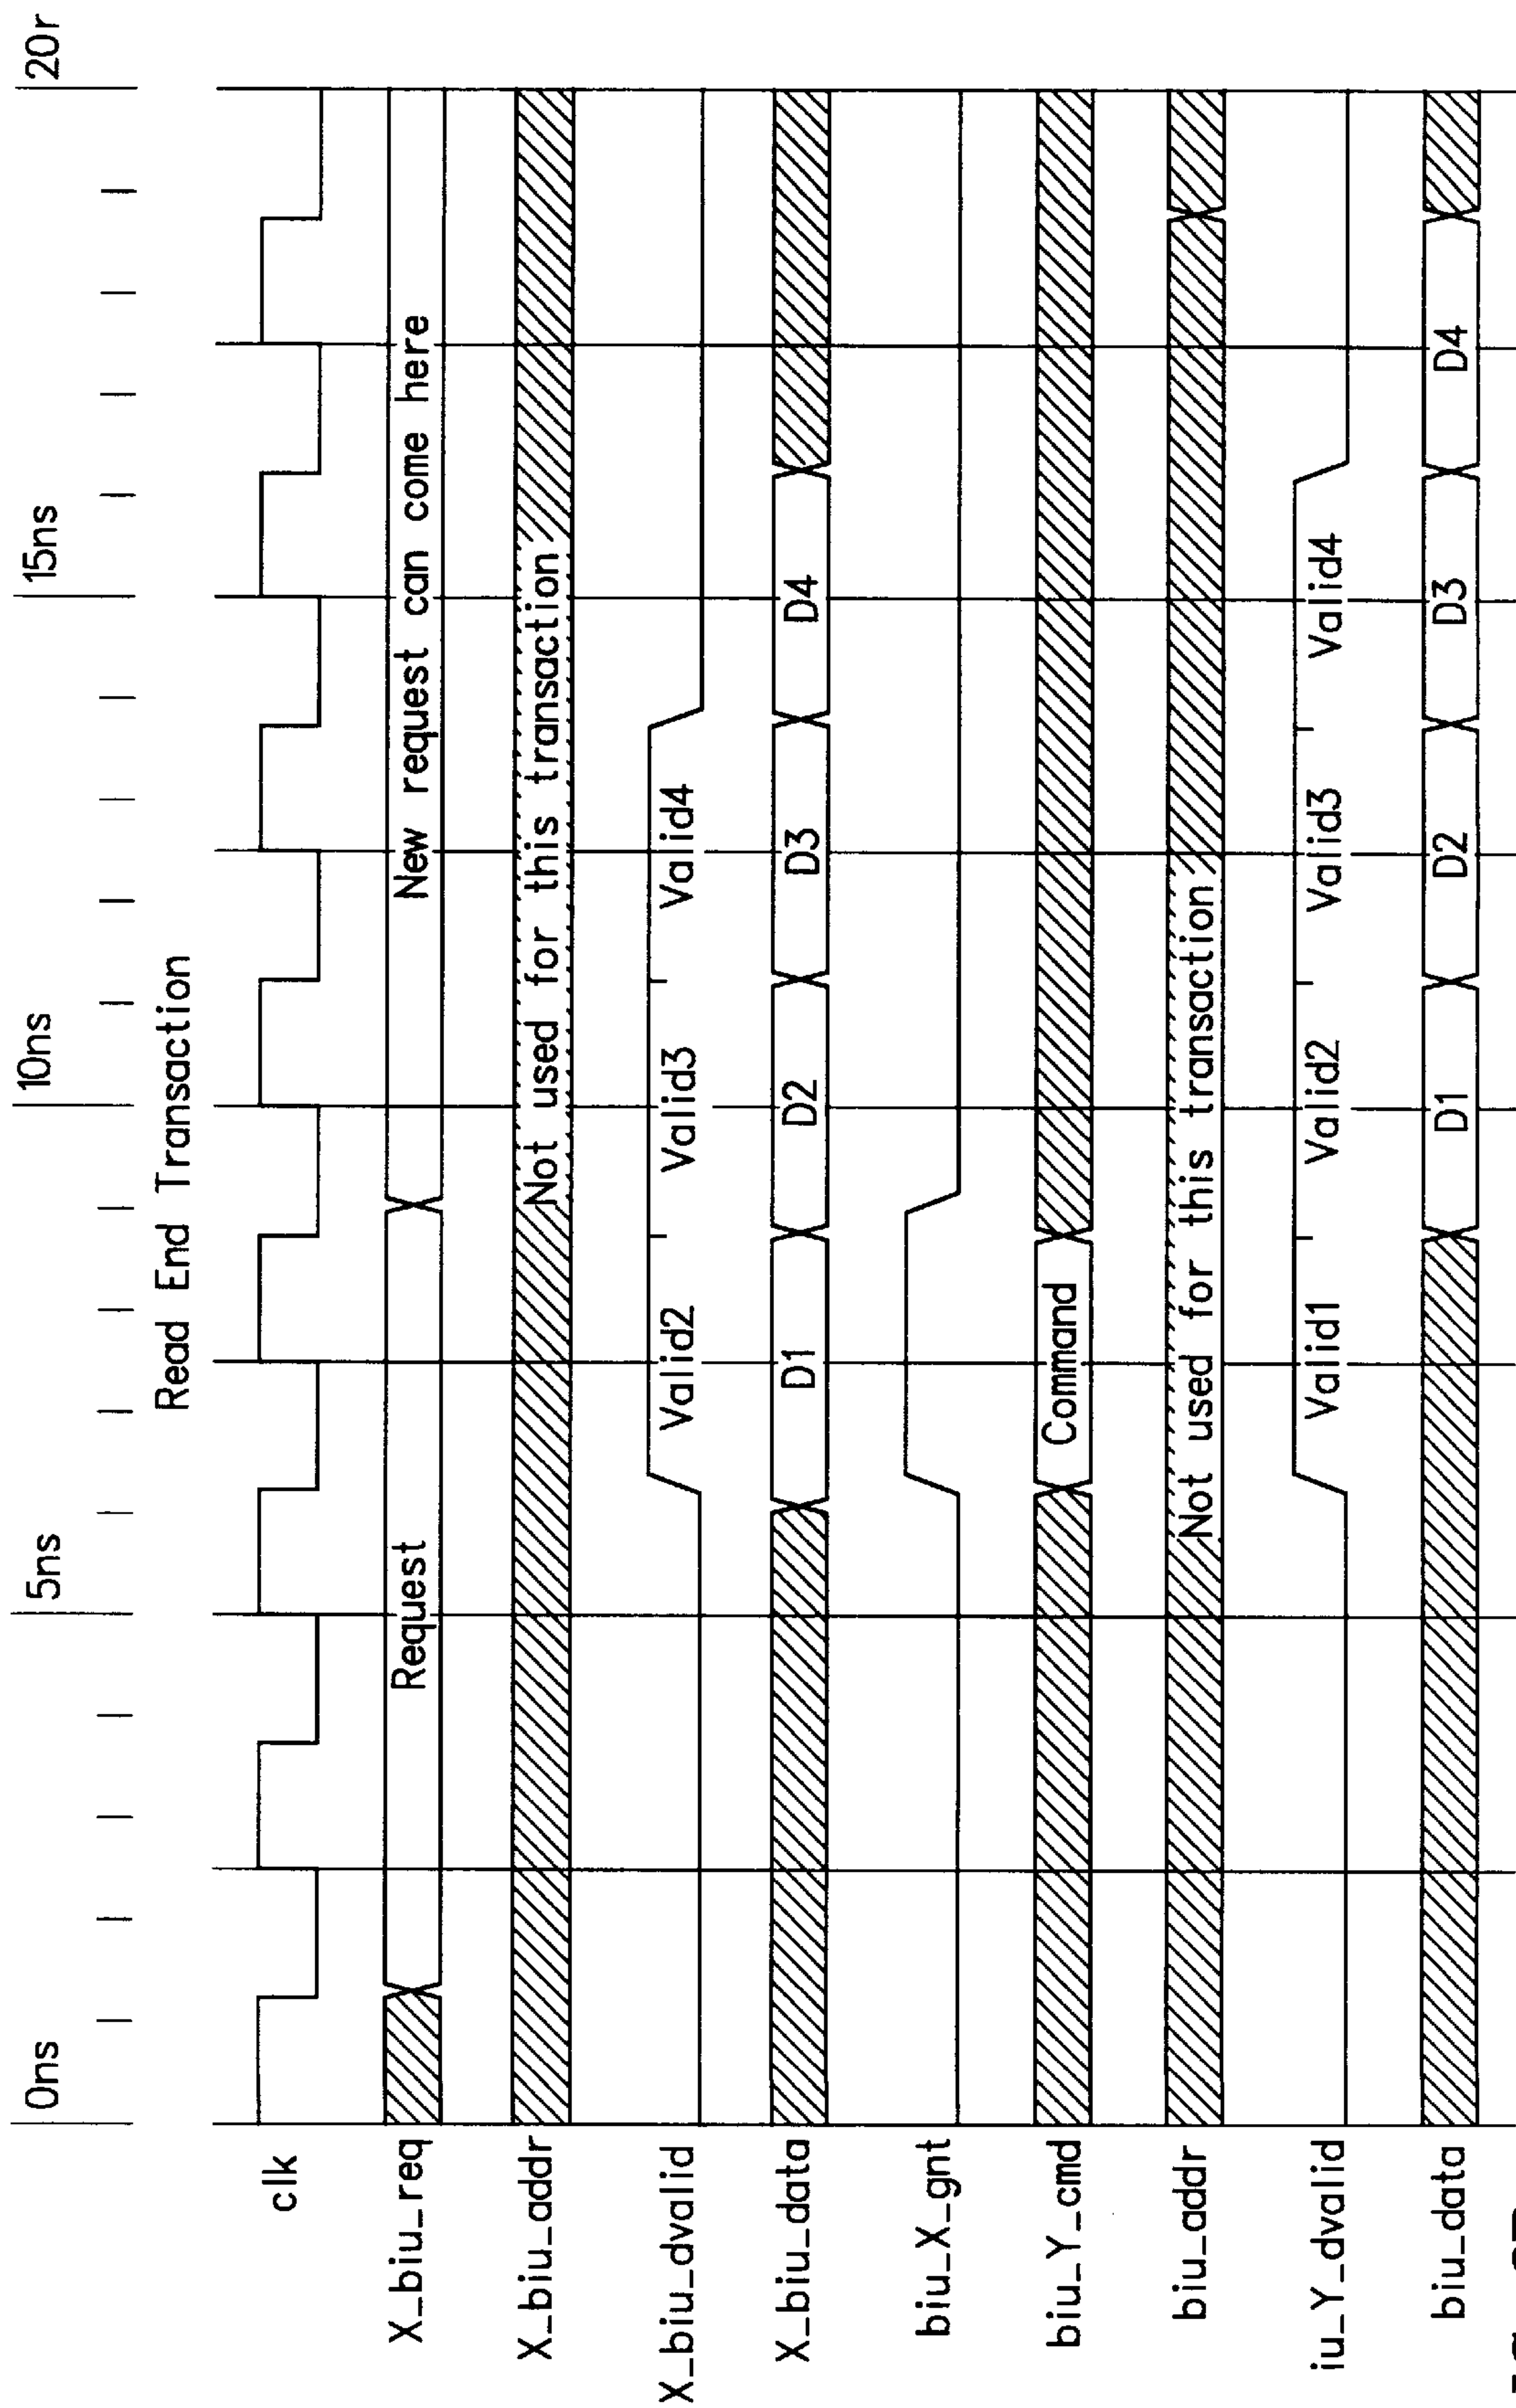 0ns 5ns 10ns 15ns 20r
Read End Transaction
clk
X_biu_req Request New request can come here
X_biu_addr Not used for this transaction
X_biu_dvalid Valid2 Valid3 Valid4
X_biu_data D1 D2 D3 D4
biu_X_gnt
biu_Y_cmd Command
biu_addr Not used for this transaction
iu_Y_dvalid Valid1 Valid2 Valid3 Valid4
biu_data D1 D2 D3 D4